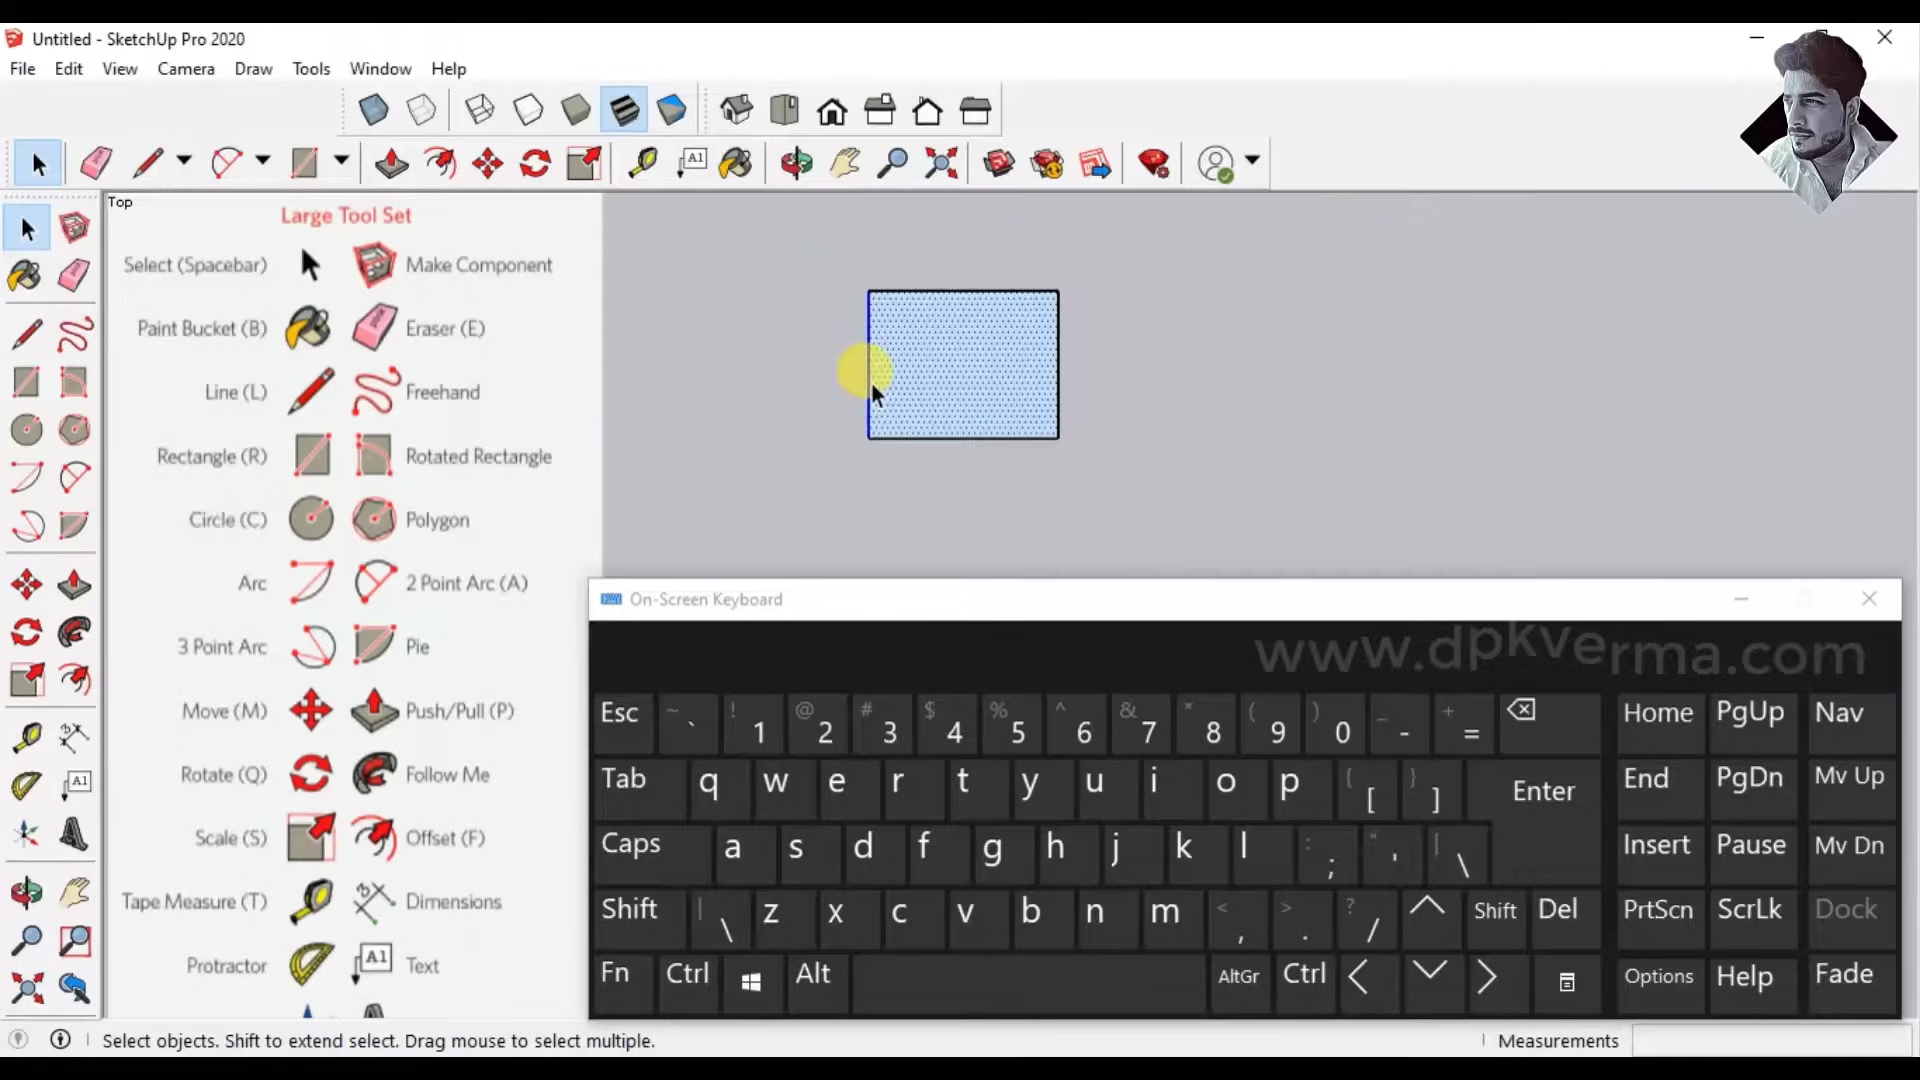 Untitled - SketchUp Pro 2020
File Edit View Camera Draw Tools Window Help
A1
Top
Large Tool Set
Select (Spacebar) Make Component
Paint Bucket (B) Eraser (E)
Line (L) Freehand
Rectangle (R) Rotated Rectangle
Circle (C) Polygon
Arc 2 Point Arc (A)
3 Point Arc Pie
Move (M) Push/Pull (P)
Rotate (Q) Follow Me
Scale (S) Offset (F)
Tape Measure (T) Dimensions
Protractor A1 Text
A1
On-Screen Keyboard
www.dpkverma.com
Esc ~ ` ! 1 @ 2 # 3 $ 4 % 5 ^ 6 & 7 * 8 ( 9 ) 0 _ - + = Home PgUp Nav
Tab q w e r t y u i o p { [ } ] Enter End PgDn Mv Up
Caps a s d f g h j k l : ; " ' | \ Insert Pause Mv Dn
Shift | \ z x c v b n m < , > . ? / Shift Del PrtScn ScrLk Dock
Fn Ctrl Alt AltGr Ctrl Options Help Fade
Select objects. Shift to extend select. Drag mouse to select multiple. Measurements